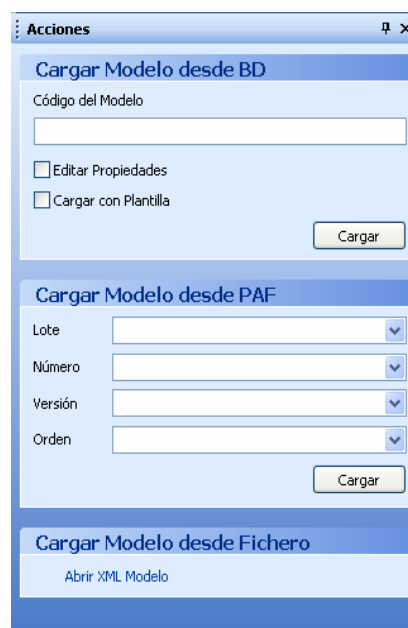 Acciones
Cargar Modelo desde BD
Código del Modelo
Editar Propiedades
Cargar con Plantilla
Cargar
Cargar Modelo desde PAF
Lote
Número
Versión
Orden
Cargar
Cargar Modelo desde Fichero
Abrir XML Modelo